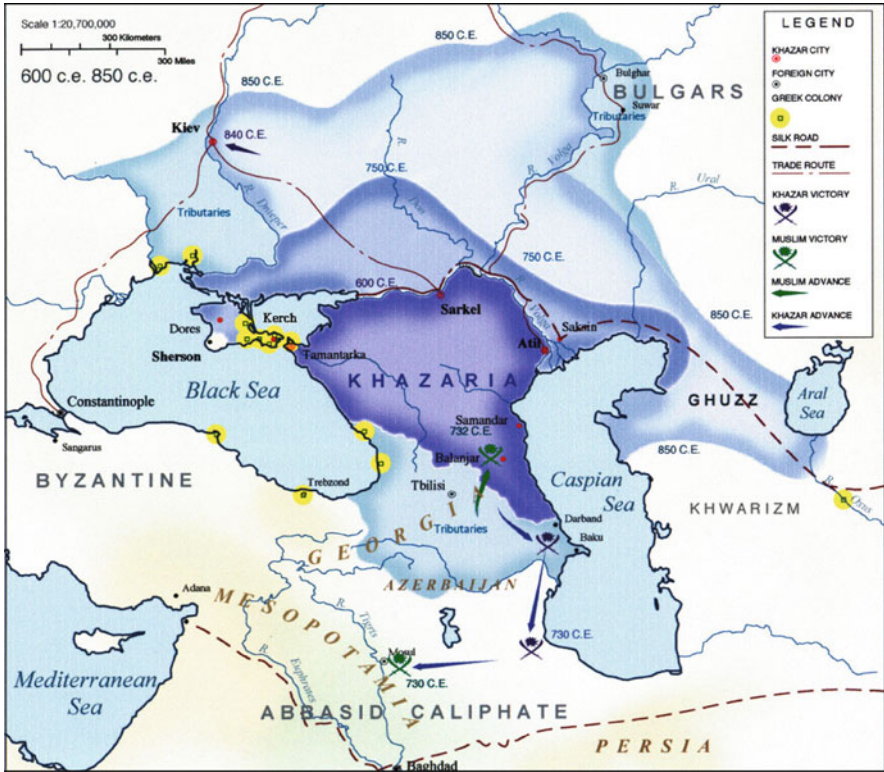 Scale 1:20,700,000
300 Kilometers
300 Miles
600 c.e. 850 c.e.
LEGEND
KHAZAR CITY
FOREIGN CITY
GREEK COLONY
SILK ROAD
TRADE ROUTE
KHAZAR VICTORY
MUSLIM VICTORY
MUSLIM ADVANCE
KHAZAR ADVANCE
850 C.E.
850 C.E.
850 C.E.
Bulghar
BULGARS
Suwar
Tributaries
Kiev
840 C.E.
R. Dnieper
R. Don
R. Volga
R. Ural
750 C.E.
Tributaries
750 C.E.
600 C.E.
850 C.E.
Sarkel
Volga
Saksin
Atil
Kerch
Dores
Sherson
Tamantarka
Black Sea
KHAZARIA
GHUZZ
Aral
Sea
Constantinople
Sangarus
Samandar
732 C.E.
Balanjar
850 C.E.
BYZANTINE
Trebzond
Tbilisi
Caspian
Sea
KHWARIZM
R. Oxus
GEORGIA
Tributaries
Darband
Baku
AZERBAIJAN
Adana
MESOPOTAMIA
R. Tigris
730 C.E.
Mosul
730 C.E.
R. Euphrates
Mediterranean
Sea
ABBASID CALIPHATE
PERSIA
Baghdad